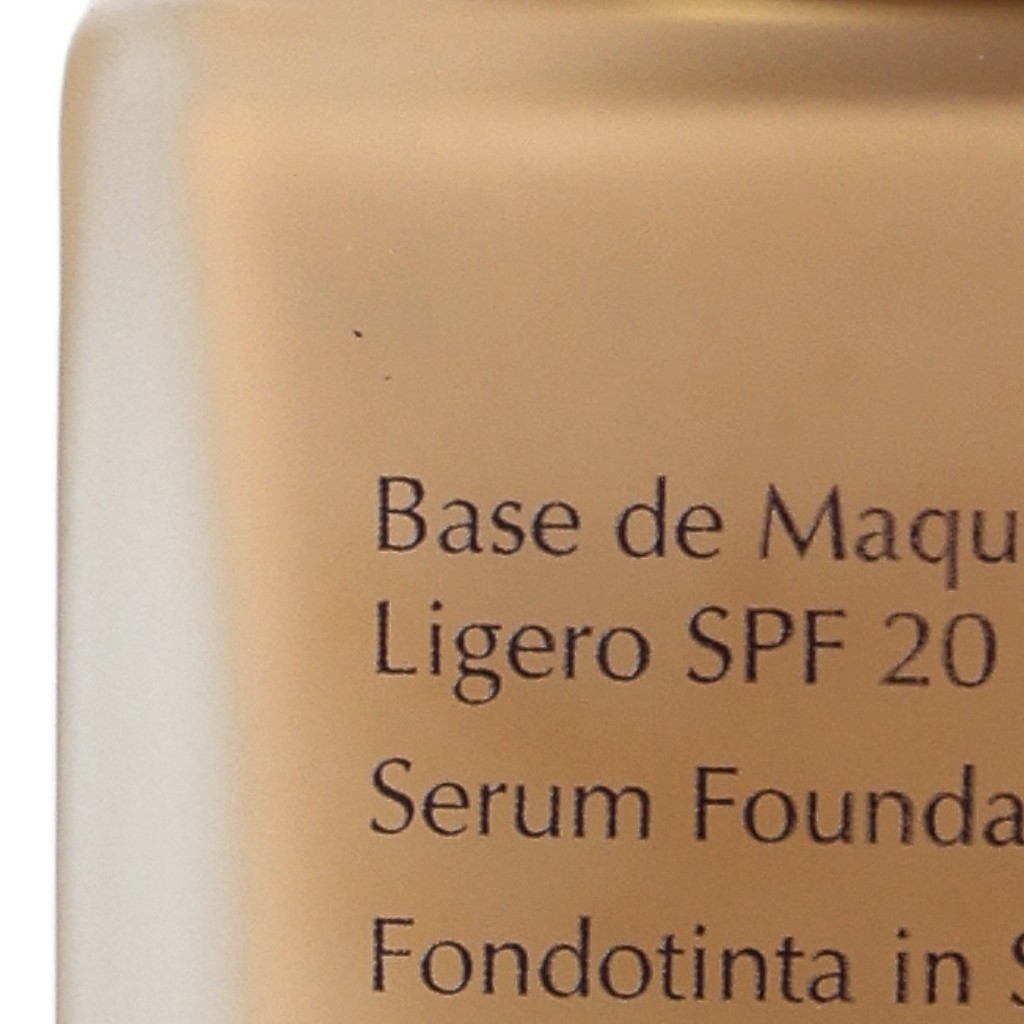 Base de Maqu
Ligero SPF 20
Serum Founda
Fondotinta in S